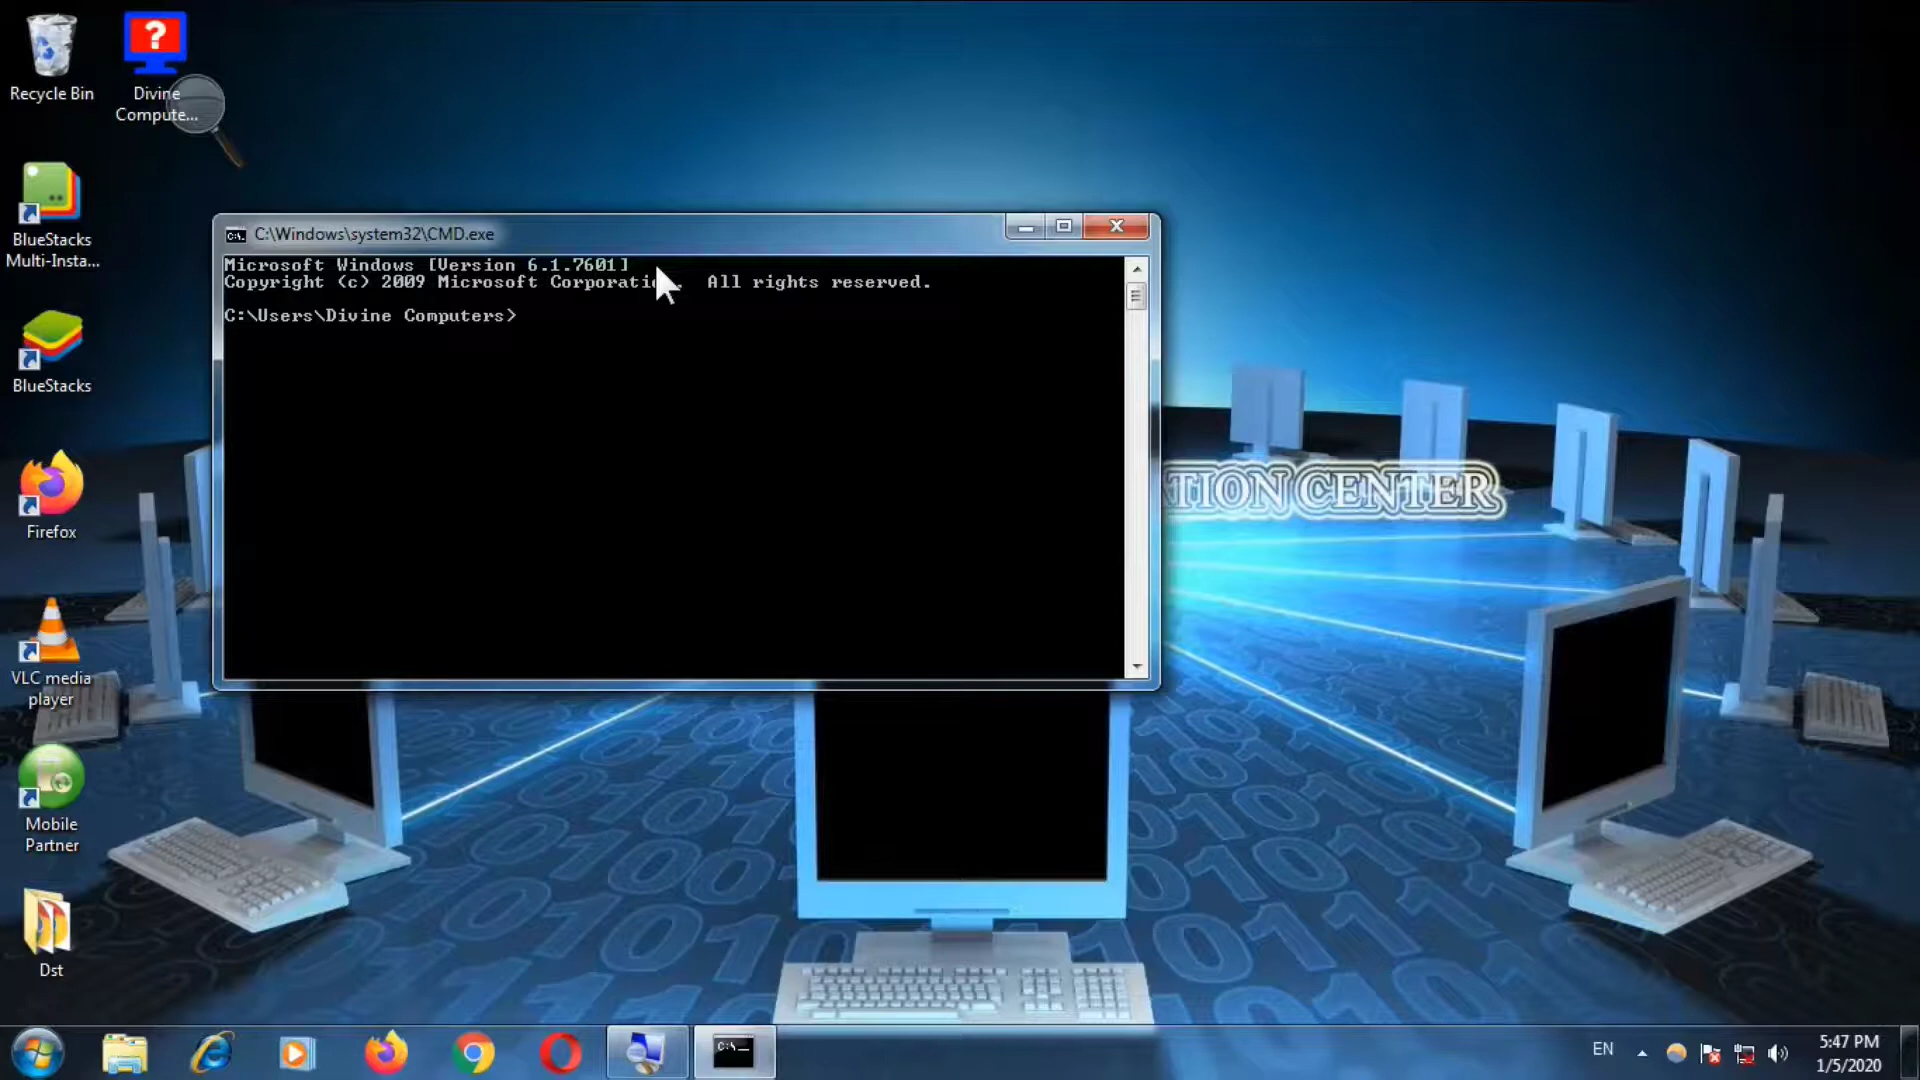 Recycle Bin
Divine
Compute...
BlueStacks
Multi-Insta...
BlueStacks
Firefox
VLC media
player
Mobile
Partner
Dst
C:\Windows\system32\CMD.exe
Microsoft Windows [Version 6.1.7601]
Copyright (c) 2009 Microsoft Corporation. All rights reserved.
C:\Users\Divine Computers>
ATION CENTER
EN
5:47 PM
1/5/2020